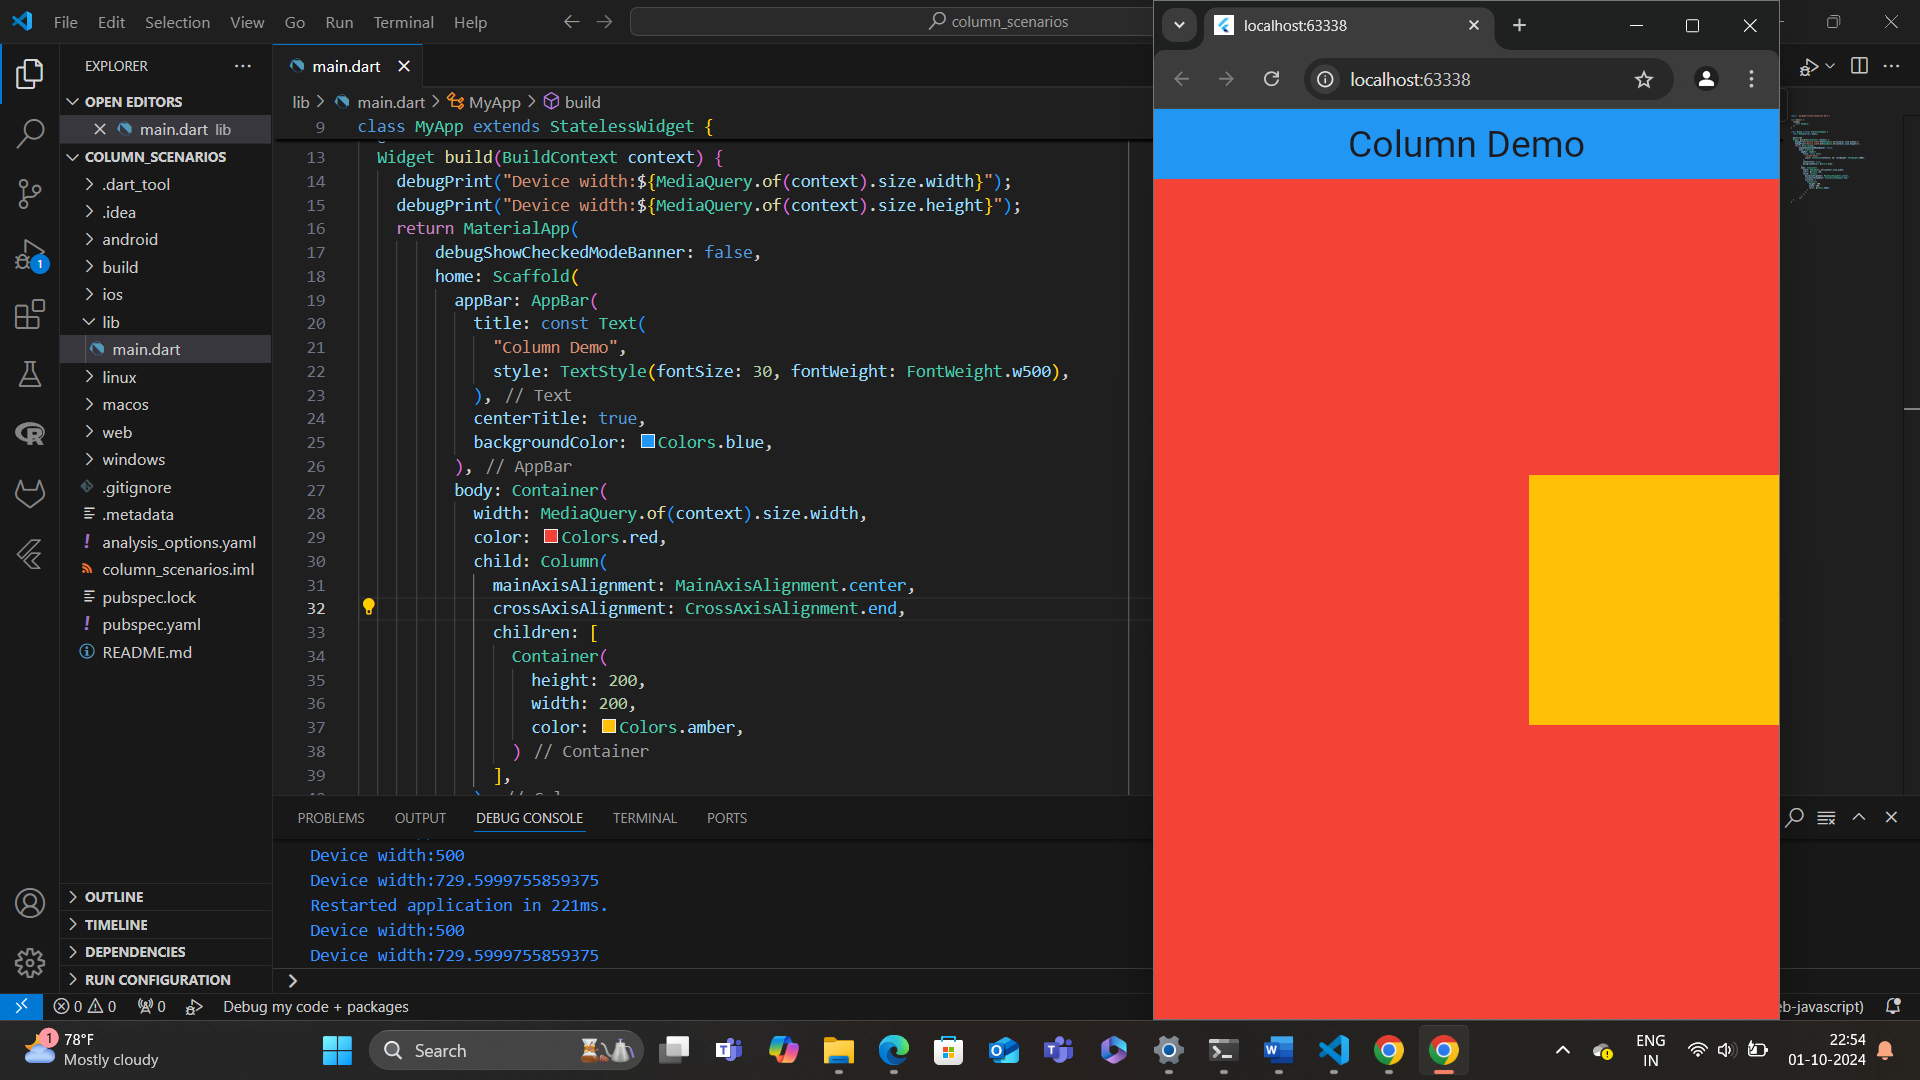 File Edit Selection View Go Run Terminal Help
column_scenarios
EXPLORER
OPEN EDITORS
main.dart lib
COLUMN_SCENARIOS
.dart_tool
.idea
android
build
ios
lib
main.dart
linux
macos
web
windows
.gitignore
.metadata
analysis_options.yaml
column_scenarios.iml
pubspec.lock
pubspec.yaml
README.md
OUTLINE
TIMELINE
DEPENDENCIES
RUN CONFIGURATION
main.dart
lib > main.dart > MyApp > build
9 class MyApp extends StatelessWidget {
13 Widget build(BuildContext context) {
14 debugPrint("Device width:${MediaQuery.of(context).size.width}");
15 debugPrint("Device width:${MediaQuery.of(context).size.height}");
16 return MaterialApp(
17 debugShowCheckedModeBanner: false,
18 home: Scaffold(
19 appBar: AppBar(
20 title: const Text(
21 "Column Demo",
22 style: TextStyle(fontSize: 30, fontWeight: FontWeight.w500),
23 ), // Text
24 centerTitle: true,
25 backgroundColor: Colors.blue,
26 ), // AppBar
27 body: Container(
28 width: MediaQuery.of(context).size.width,
29 color: Colors.red,
30 child: Column(
31 mainAxisAlignment: MainAxisAlignment.center,
32 crossAxisAlignment: CrossAxisAlignment.end,
33 children: [
34 Container(
35 height: 200,
36 width: 200,
37 color: Colors.amber,
38 ) // Container
39 ],
PROBLEMS OUTPUT DEBUG CONSOLE TERMINAL PORTS
Device width:500
Device width:729.5999755859375
Restarted application in 221ms.
Device width:500
Device width:729.5999755859375
0 0 0 Debug my code + packages
eb-javascript)
1
localhost:63338
localhost:63338
Column Demo
1
78°F
Mostly cloudy
Search
ENG
IN
22:54
01-10-2024